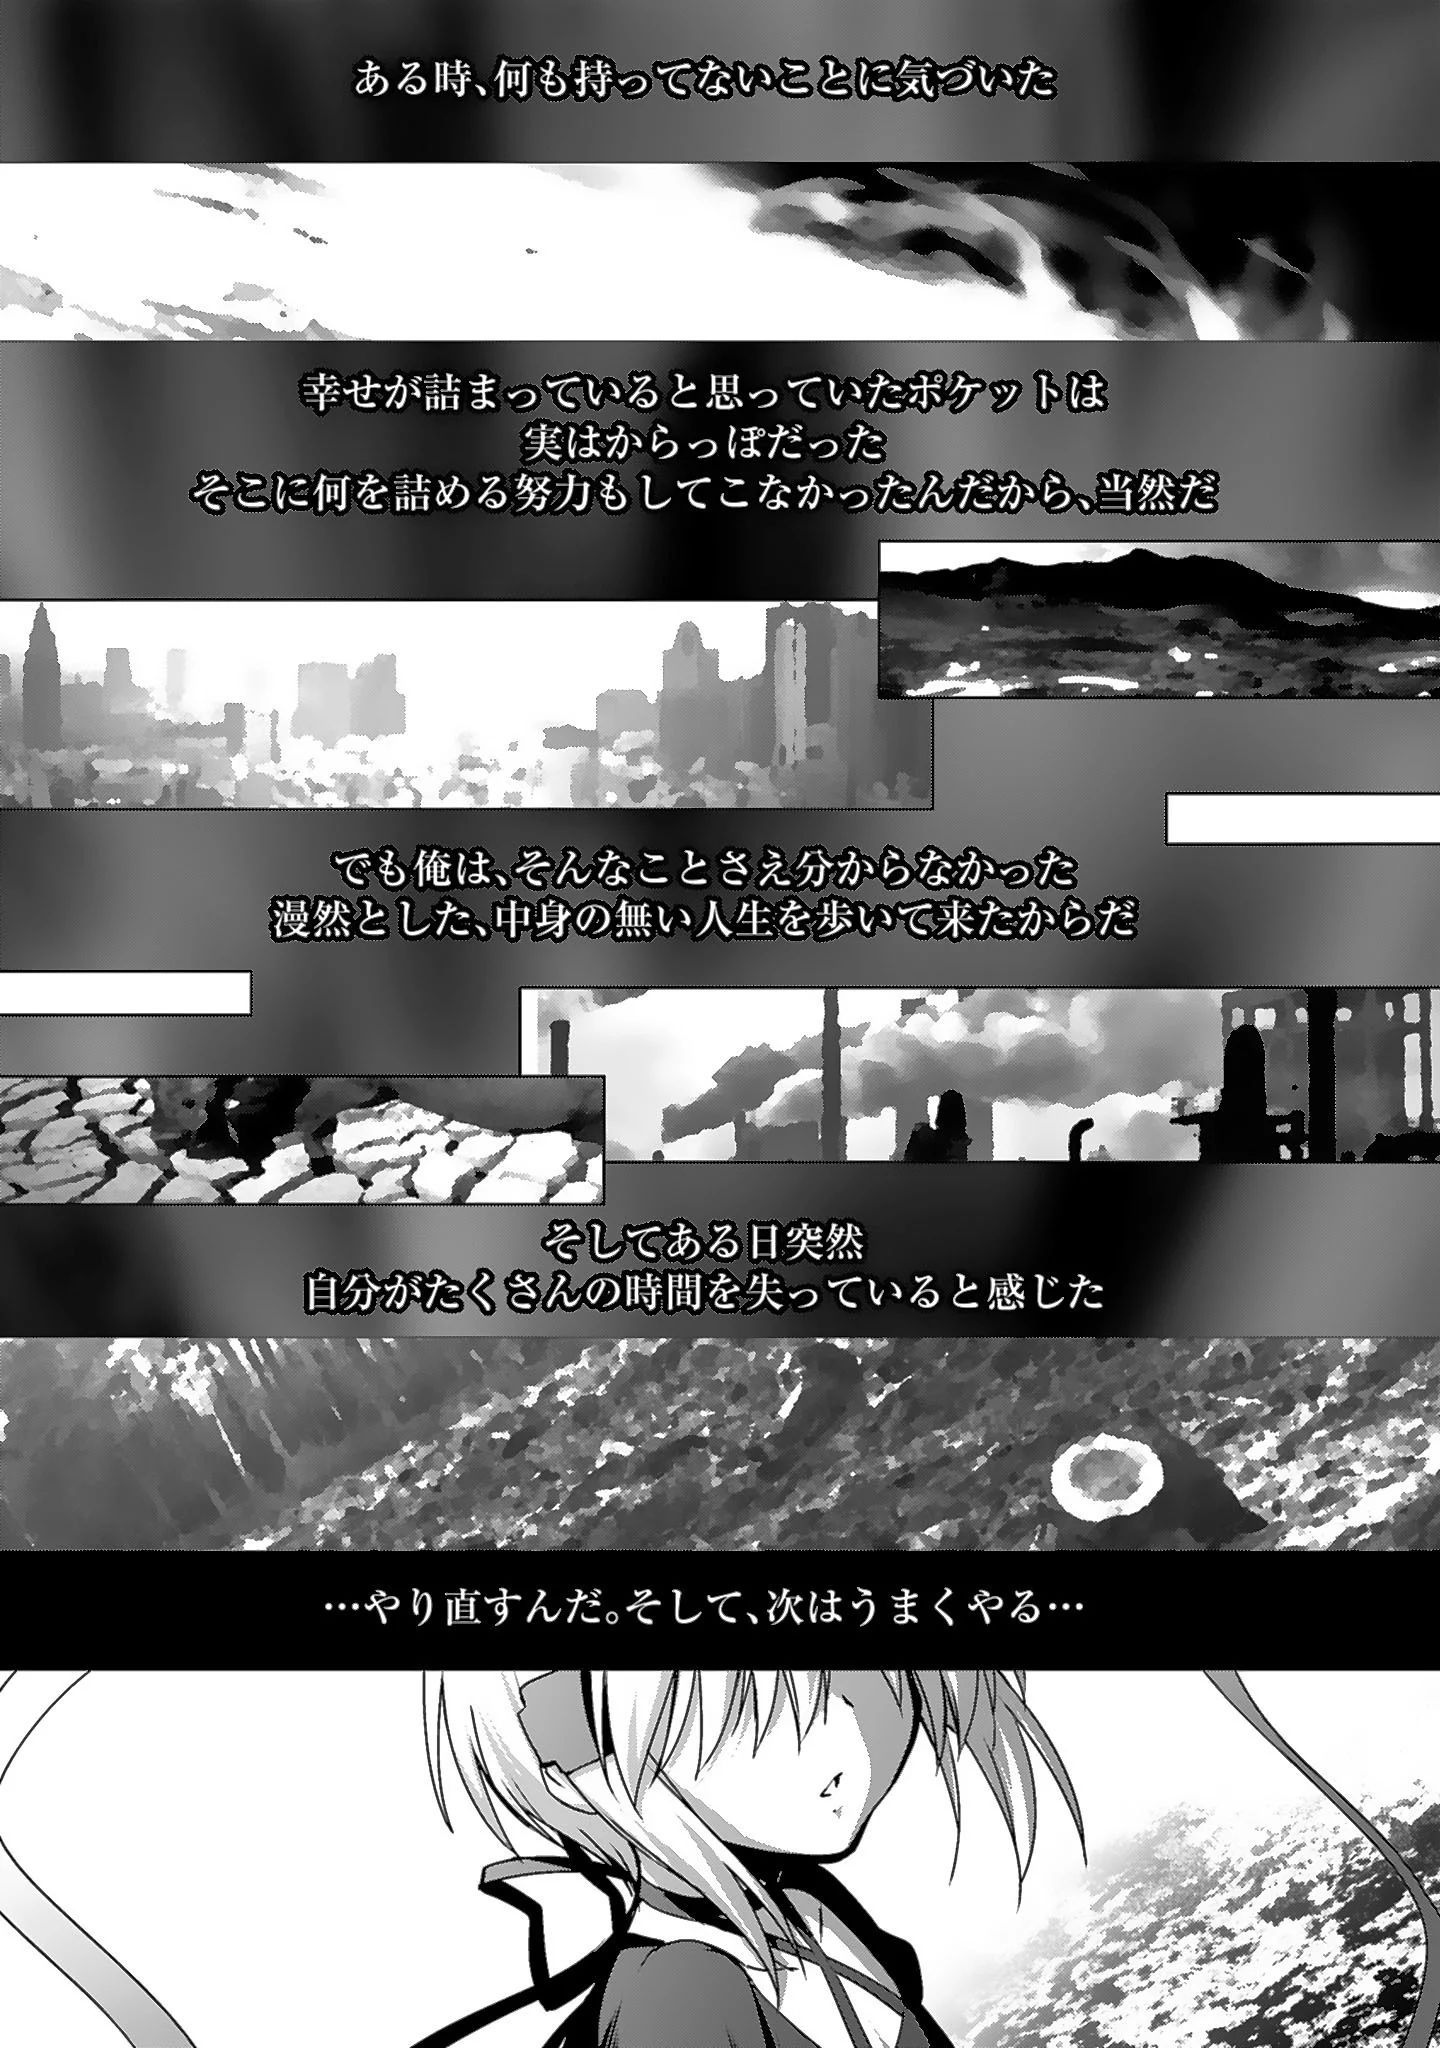 ある時、何も持ってないことに気づいた
幸せが詰まっていると思っていたポケットは
実はからっぽだった
そこに何を詰める努力もしてこなかったんだから、当然だ
でも俺は、そんなことさえ分からなかった
漫然とした、中身の無い人生を歩いて来たからだ
そしてある日突然
自分がたくさんの時間を失っていると感じた
…やり直すんだ。そして、次はうまくやる…